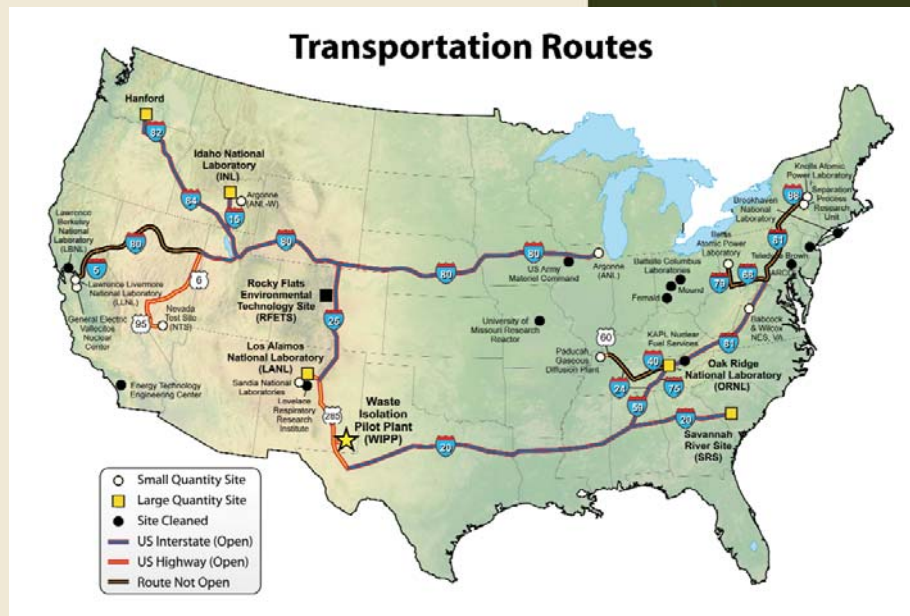 Transportation Routes
Hanford
82
Idaho National
Laboratory
(INL)
Argonne
(ANL-W)
84
15
Lawrence
Berkeley
National
Laboratory
(LBNL)
80
5
Lawrence Livermore
National Laboratory
(LLNL)
General Electric
Vallecitos
Nuclear
Center
6
95
Nevada
Test Site
(NTS)
80
Rocky Flats
Environmental
Technology Site
(RFETS)
25
Los Alamos
National Laboratory
(LANL)
Sandia National
Laboratories
Lovelace
Respiratory
Research
Institute
285
Waste
Isolation
Pilot Plant
(WIPP)
Energy Technology
Engineering Center
80
80
US Army
Materiel Command
Argonne
(ANL)
University of
Missouri Research
Reactor
Battelle Columbus
Laboratories
Mound
Fernald
Knolls Atomic
Power Laboratory
Separation
Process
Research
Unit
88
Brookhaven
National
Laboratory
81
Bettis
Atomic Power
Laboratory
Teledyne Brown
ARCO
79
68
Babcock
& Wilcox
NES, VA
60
KAPL Nuclear
Fuel Services
81
Paducah
Gaseous
Diffusion Plant
40
24
75
Oak Ridge
National Laboratory
(ORNL)
59
20
20
Savannah
River Site
(SRS)
Small Quantity Site
Large Quantity Site
Site Cleaned
US Interstate (Open)
US Highway (Open)
Route Not Open